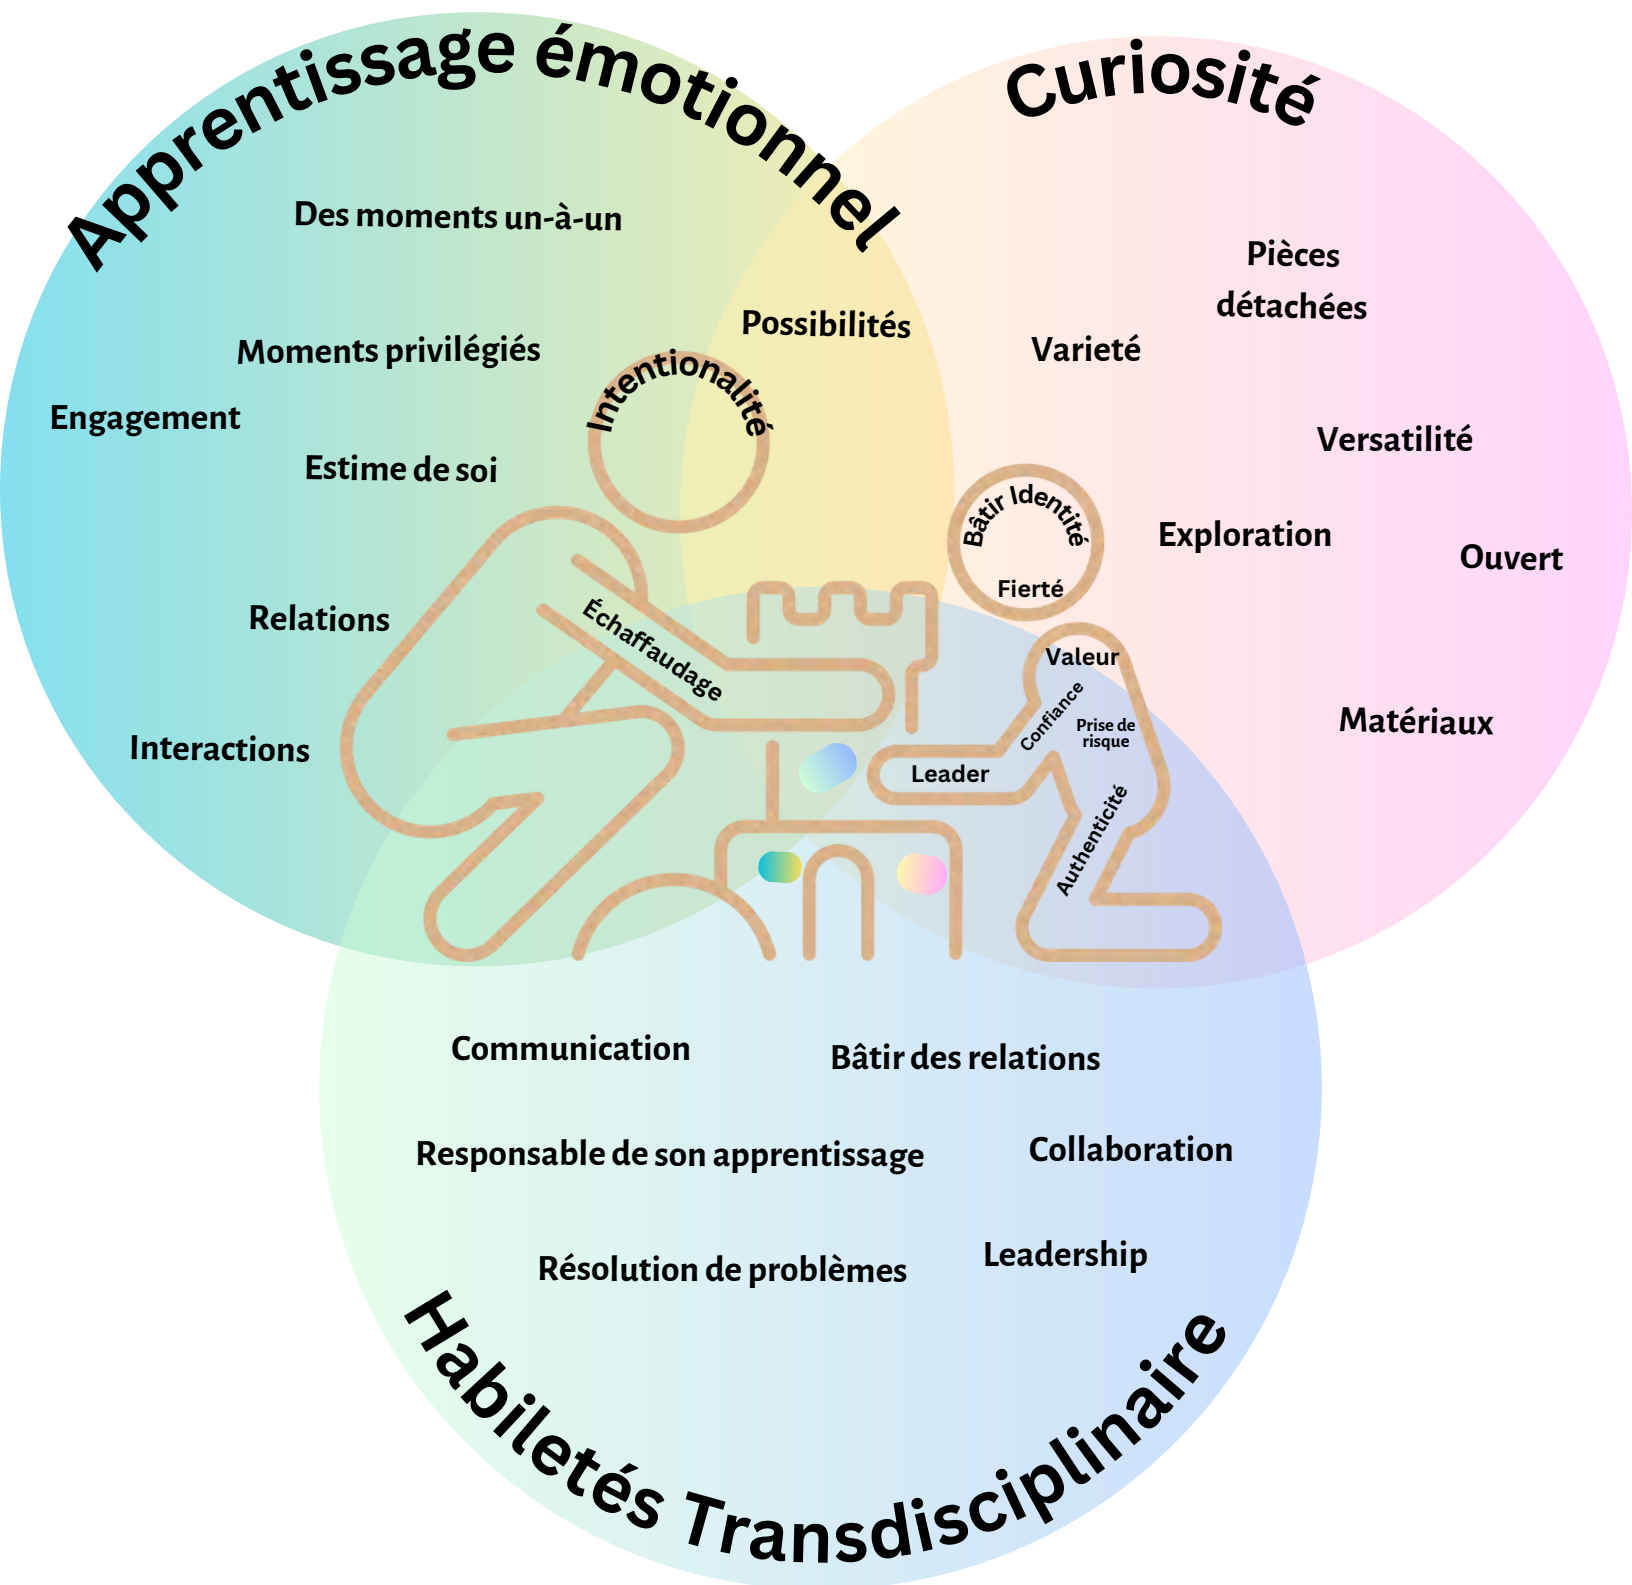 Apprentissage émotionnel
Des moments un-à-un
Moments privilégiés
Engagement
Estime de soi
Relations
Interactions
Possibilités
Curiosité
Pièces
détachées
Varieté
Versatilité
Exploration
Ouvert
Matériaux
Intentionalité
Échaffaudage
Bâtir Identité
Fierté
Valeur
Confiance
Prise de
risque
Leader
Authenticité
Communication
Bâtir des relations
Responsable de son apprentissage
Collaboration
Résolution de problèmes
Leadership
Habiletés Transdisciplinaire